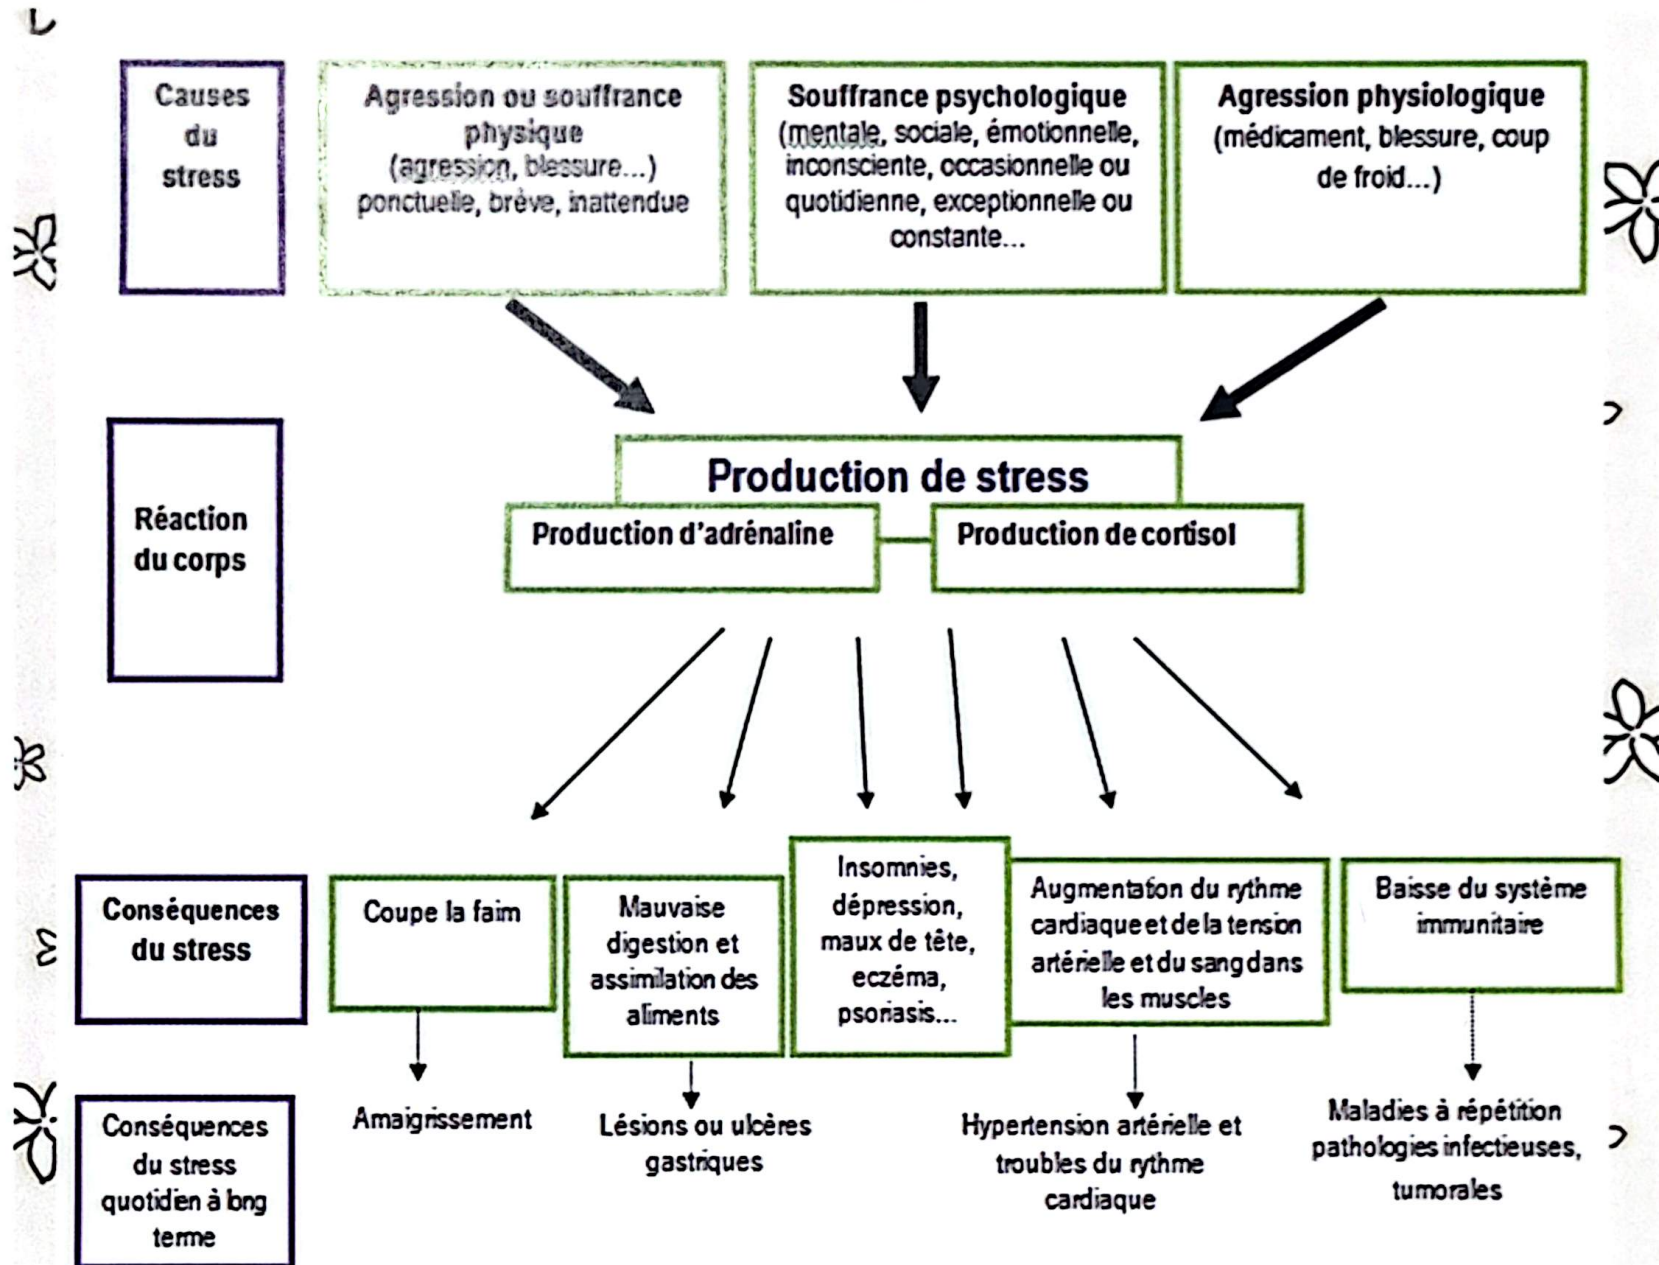 Causes
du
stress
Agression ou souffrance
physique
(agression, blessure...)
ponctuelle, brève, inattendue
Souffrance psychologique
(mentale, sociale, émotionnelle,
inconsciente, occasionnelle ou
quotidienne, exceptionnelle ou
constante...
Agression physiologique
(médicament, blessure, coup
de froid...)
Réaction
du corps
Production de stress
Production d'adrénaline
Production de cortisol
Conséquences
du stress
Coupe la faim
Mauvaise
digestion et
assimilation des
aliments
Insomnies,
dépression,
maux de tête,
eczéma,
psoriasis...
Augmentation du rythme
cardiaque et de la tension
artérielle et du sang dans
les muscles
Baisse du système
immunitaire
Conséquences
du stress
quotidien à long
terme
Amaigrissement
Lésions ou ulcères
gastriques
Hypertension artérielle et
troubles du rythme
cardiaque
Maladies à répétition
pathologies infectieuses,
tumorales